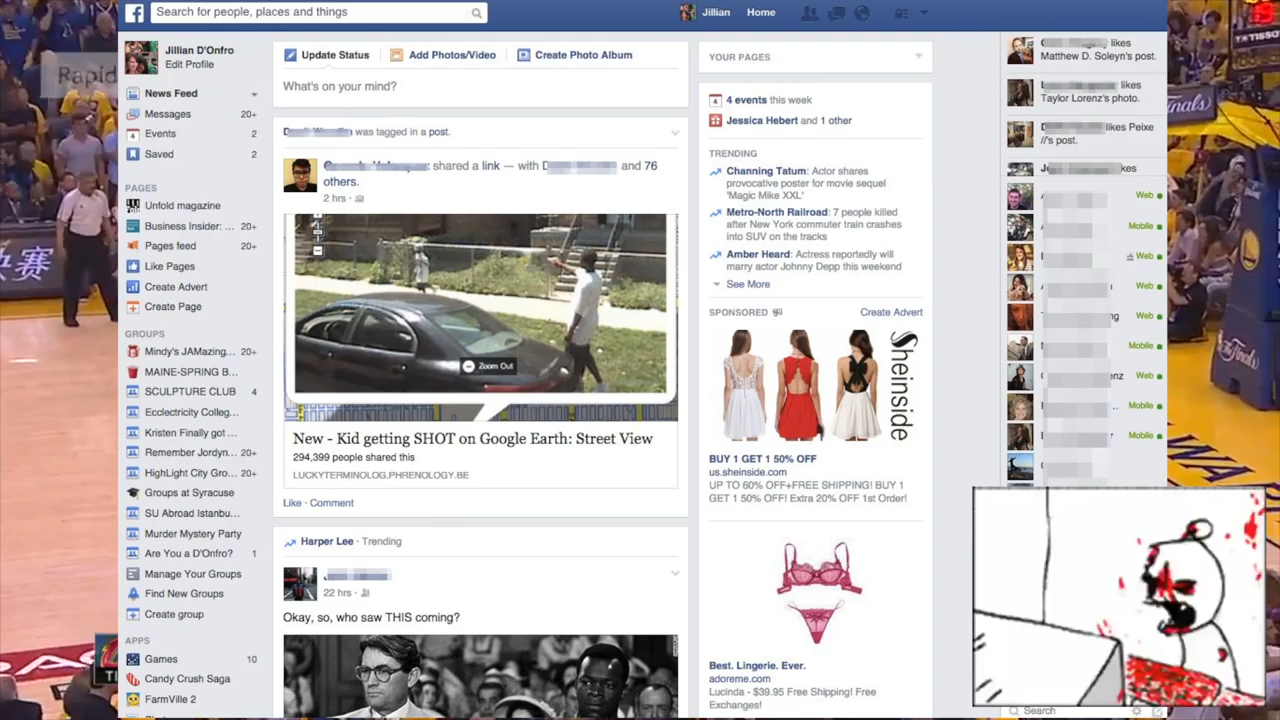 Search for people, places and things
Jillian
Home
Rapid
TISSO
Finals
决赛
Jillian D'Onfro
Edit Profile
News Feed
Messages 20+
Events 2
Saved 2
PAGES
Unfold magazine
Business Insider: ... 20+
Pages feed 20+
Like Pages
Create Advert
Create Page
GROUPS
Mindy's JAMazing... 20+
MAINE-SPRING B...
SCULPTURE CLUB 4
Ecclectricity Colleg...
Kristen Finally got ...
Remember Jordyn... 20+
HighLight City Gro... 20+
Groups at Syracuse
SU Abroad Istanbu...
Murder Mystery Party
Are You a D'Onfro? 1
Manage Your Groups
Find New Groups
Create group
APPS
Games 10
Candy Crush Saga
FarmVille 2
Update Status
Add Photos/Video
Create Photo Album
What's on your mind?
was tagged in a post.
shared a link — with
and 76
others.
2 hrs ·
Zoom Out
New - Kid getting SHOT on Google Earth: Street View
294,399 people shared this
LUCKYTERMINOLOG.PHRENOLOGY.BE
Like · Comment
Harper Lee · Trending
22 hrs ·
Okay, so, who saw THIS coming?
YOUR PAGES
4 events this week
Jessica Hebert and 1 other
TRENDING
Channing Tatum: Actor shares
provocative poster for movie sequel
'Magic Mike XXL'
Metro-North Railroad: 7 people killed
after New York commuter train crashes
into SUV on the tracks
Amber Heard: Actress reportedly will
marry actor Johnny Depp this weekend
See More
SPONSORED
Create Advert
Sheinside
BUY 1 GET 1 50% OFF
us.sheinside.com
UP TO 60% OFF+FREE SHIPPING! BUY 1
GET 1 50% OFF! Extra 20% OFF 1st Order!
Best. Lingerie. Ever.
adoreme.com
Lucinda - $39.95 Free Shipping! Free
Exchanges!
likes
Matthew D. Soleyn's post.
likes
Taylor Lorenz's photo.
likes Peixe
//'s post.
Web
Mobile
Web
Web
Web
Mobile
Web
Mobile
Mobile
Search